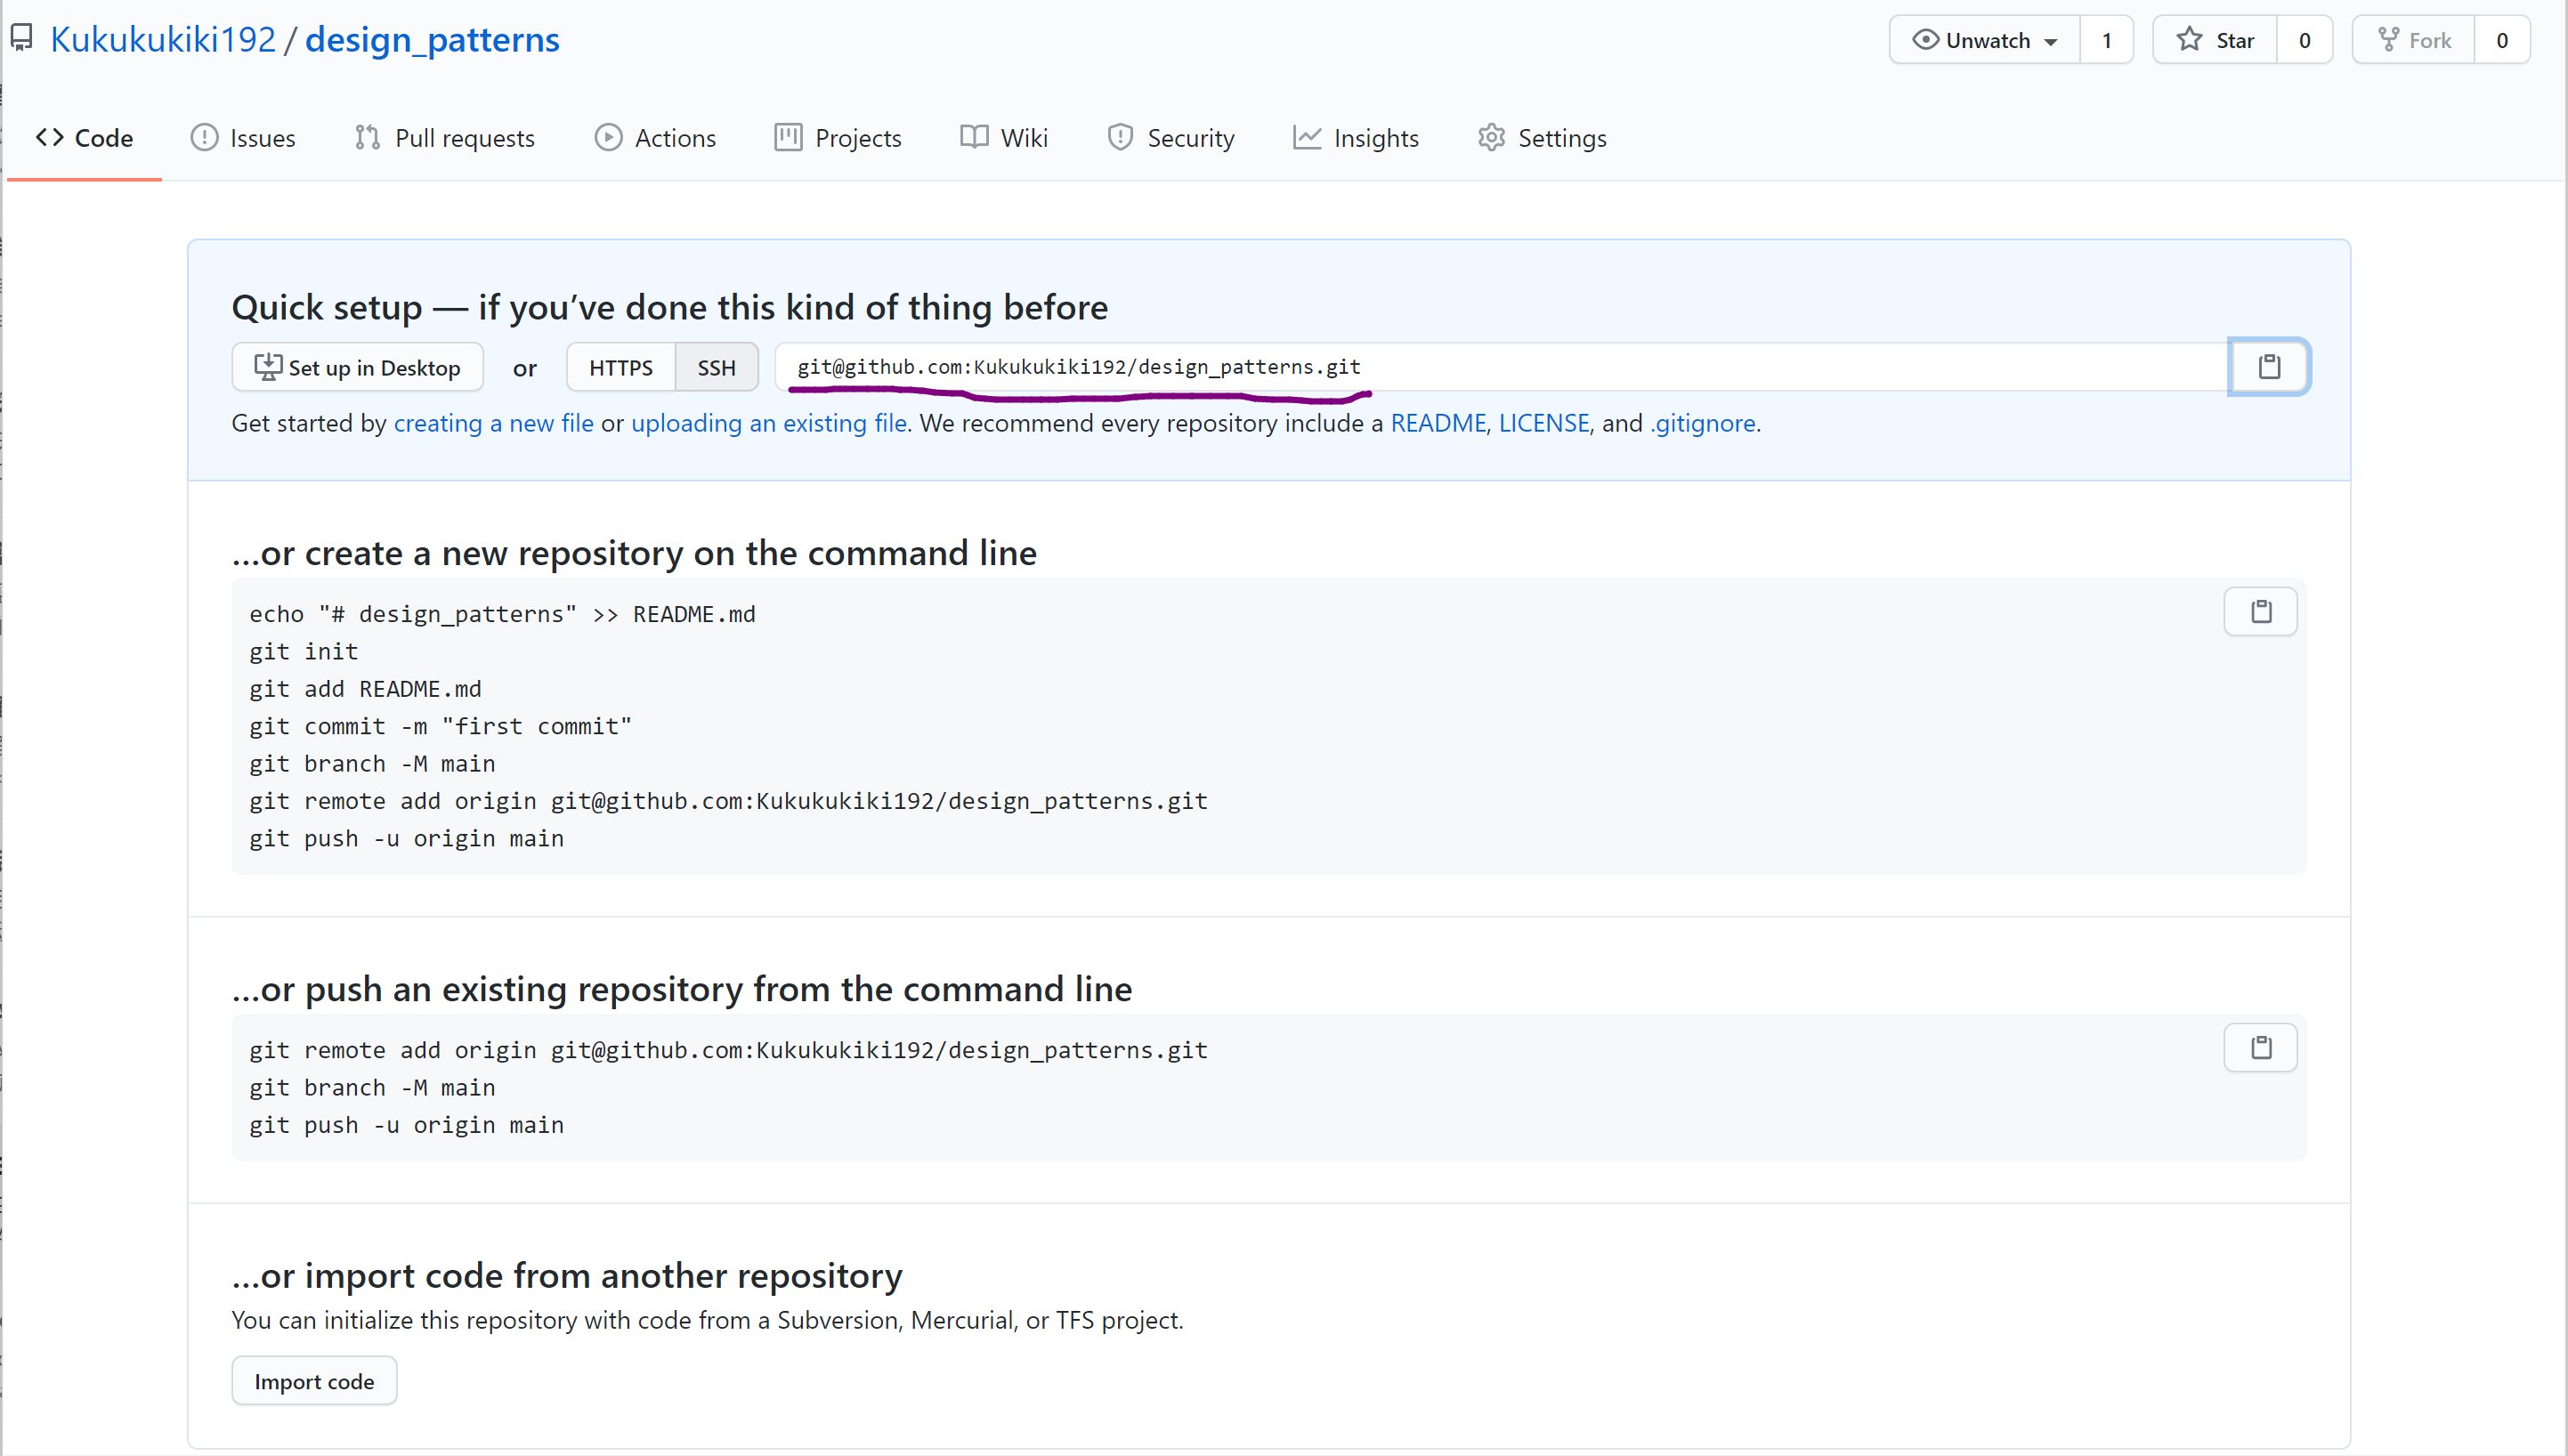 Kukukukiki192 / design_patterns
Unwatch 1 Star 0 Fork 0
Code Issues Pull requests Actions Projects Wiki Security Insights Settings
Quick setup — if you’ve done this kind of thing before
Set up in Desktop or HTTPS SSH git@github.com:Kukukukiki192/design_patterns.git
Get started by creating a new file or uploading an existing file. We recommend every repository include a README, LICENSE, and .gitignore.
…or create a new repository on the command line
echo "# design_patterns" >> README.md
git init
git add README.md
git commit -m "first commit"
git branch -M main
git remote add origin git@github.com:Kukukukiki192/design_patterns.git
git push -u origin main
…or push an existing repository from the command line
git remote add origin git@github.com:Kukukukiki192/design_patterns.git
git branch -M main
git push -u origin main
…or import code from another repository
You can initialize this repository with code from a Subversion, Mercurial, or TFS project.
Import code